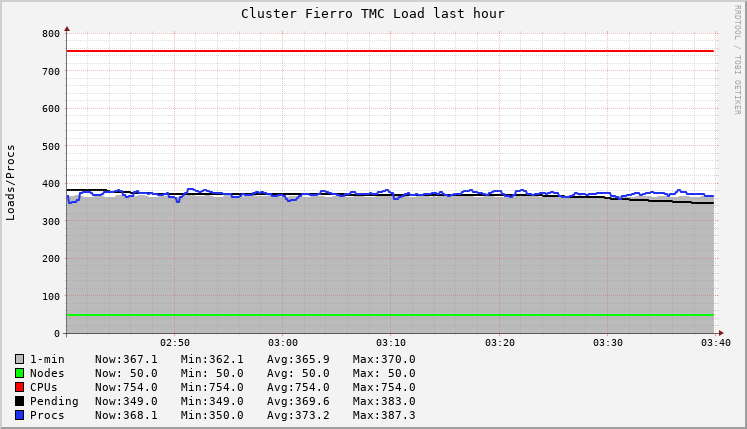 Cluster Fierro TMC Load last hour
RRDTOOL / TOBI OETIKER
Loads/Procs
800
700
600
500
400
300
200
100
0
02:50 03:00 03:10 03:20 03:30 03:40
1-min Now:367.1 Min:362.1 Avg:365.9 Max:370.0
Nodes Now: 50.0 Min: 50.0 Avg: 50.0 Max: 50.0
CPUs Now:754.0 Min:754.0 Avg:754.0 Max:754.0
Pending Now:349.0 Min:349.0 Avg:369.6 Max:383.0
Procs Now:368.1 Min:350.0 Avg:373.2 Max:387.3